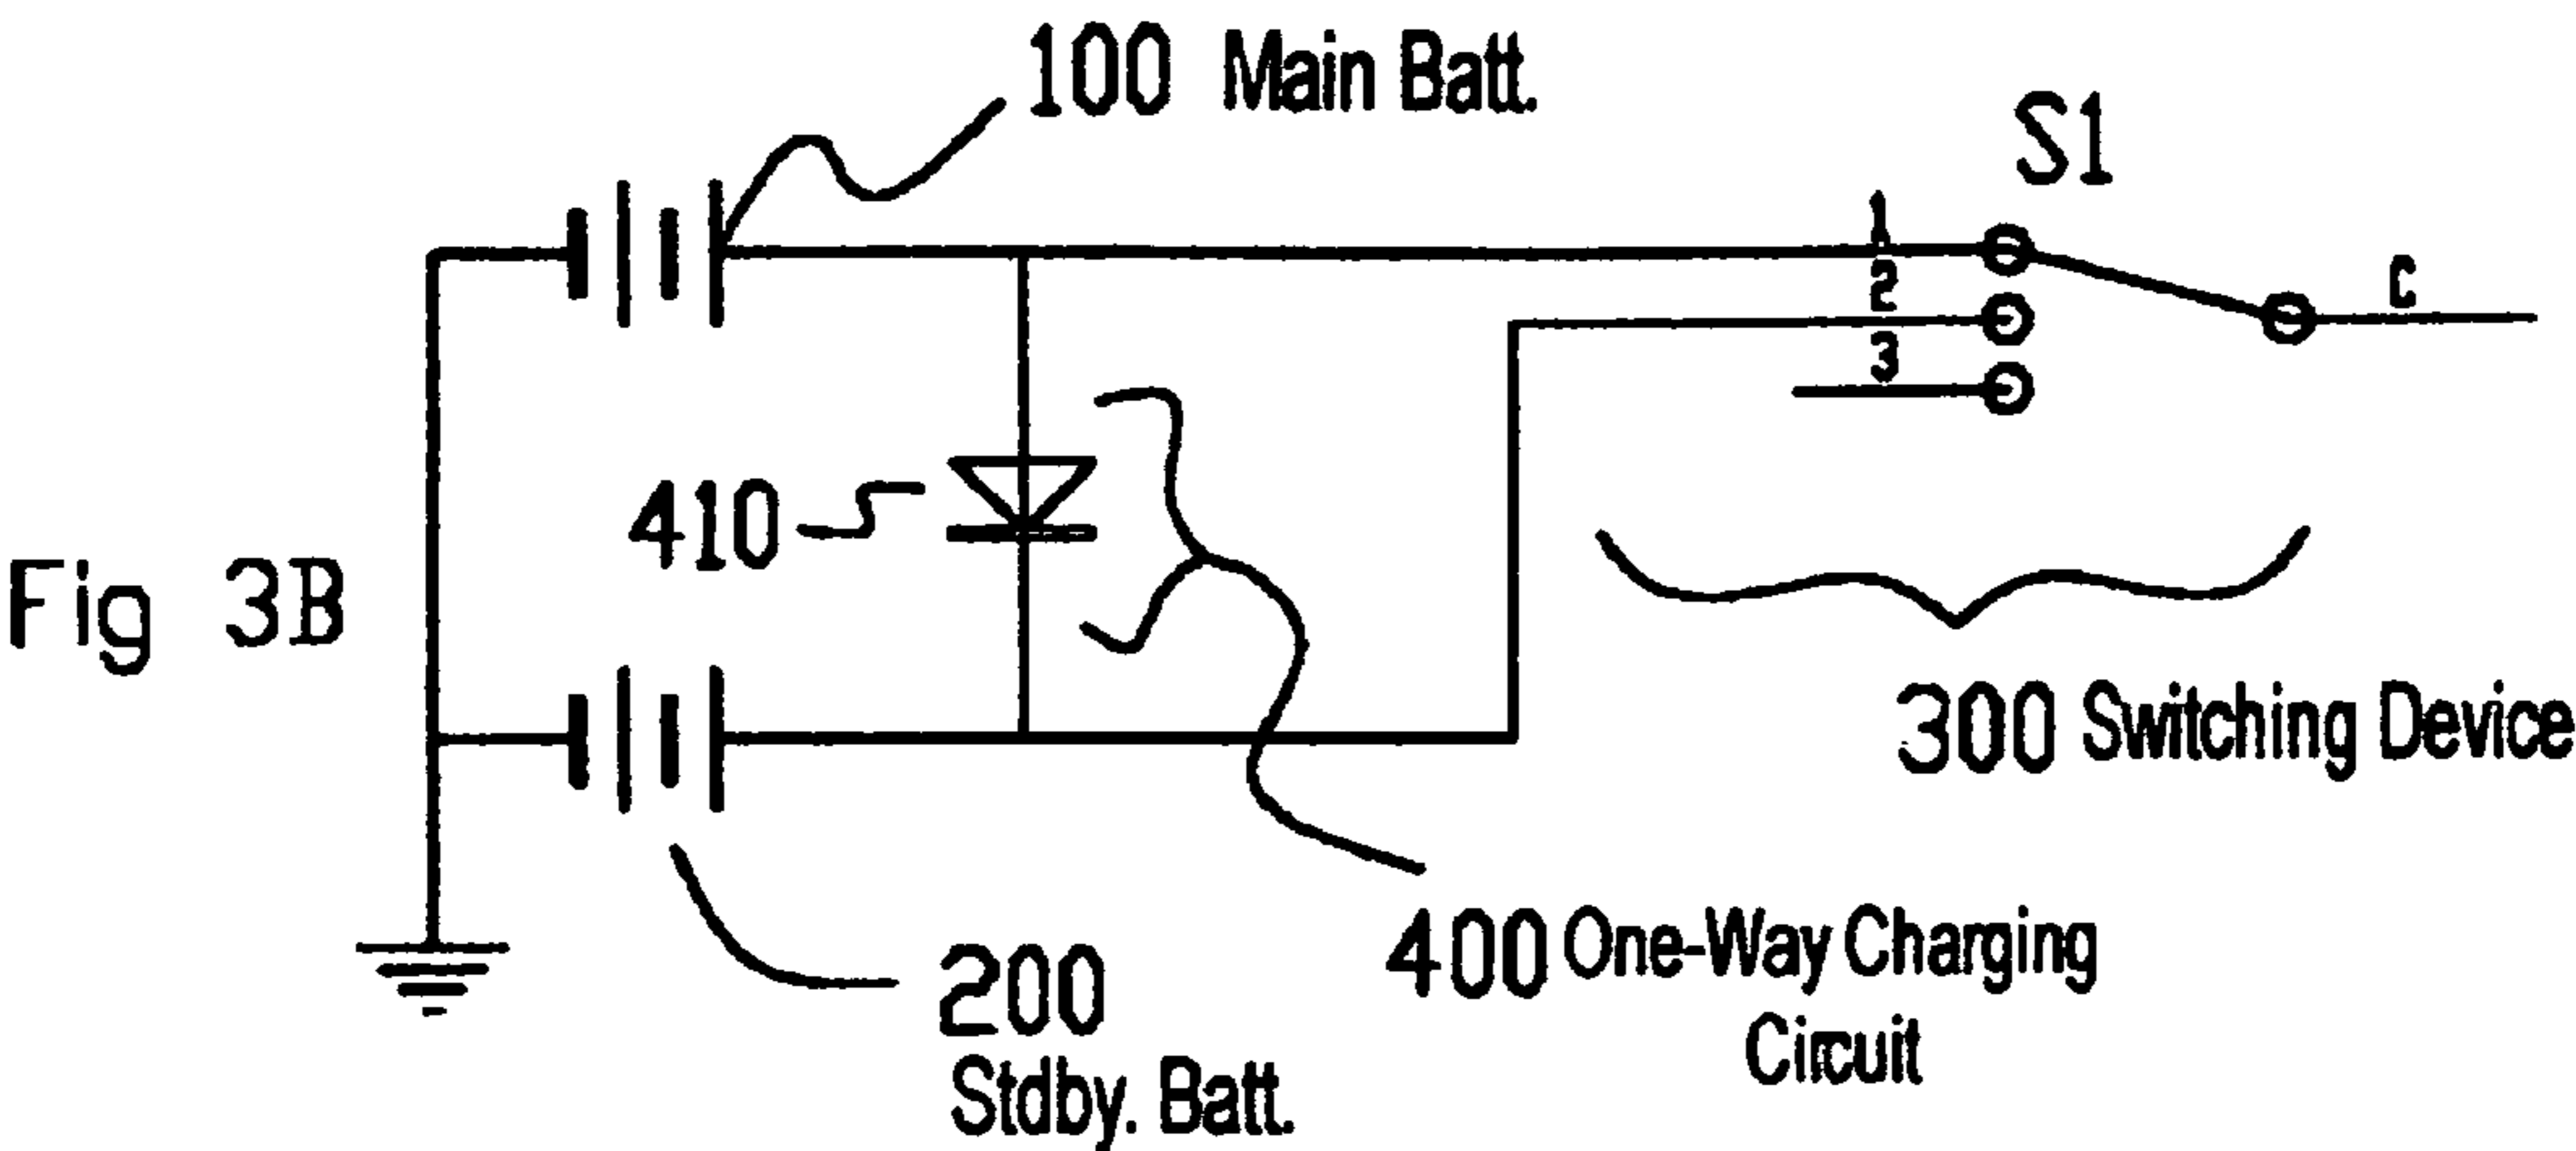 100 Main Batt.
S1
1
2
C
3
410
Fig 3B
300 Switching Device
400 One-Way Charging
Circuit
200
Stdby. Batt.